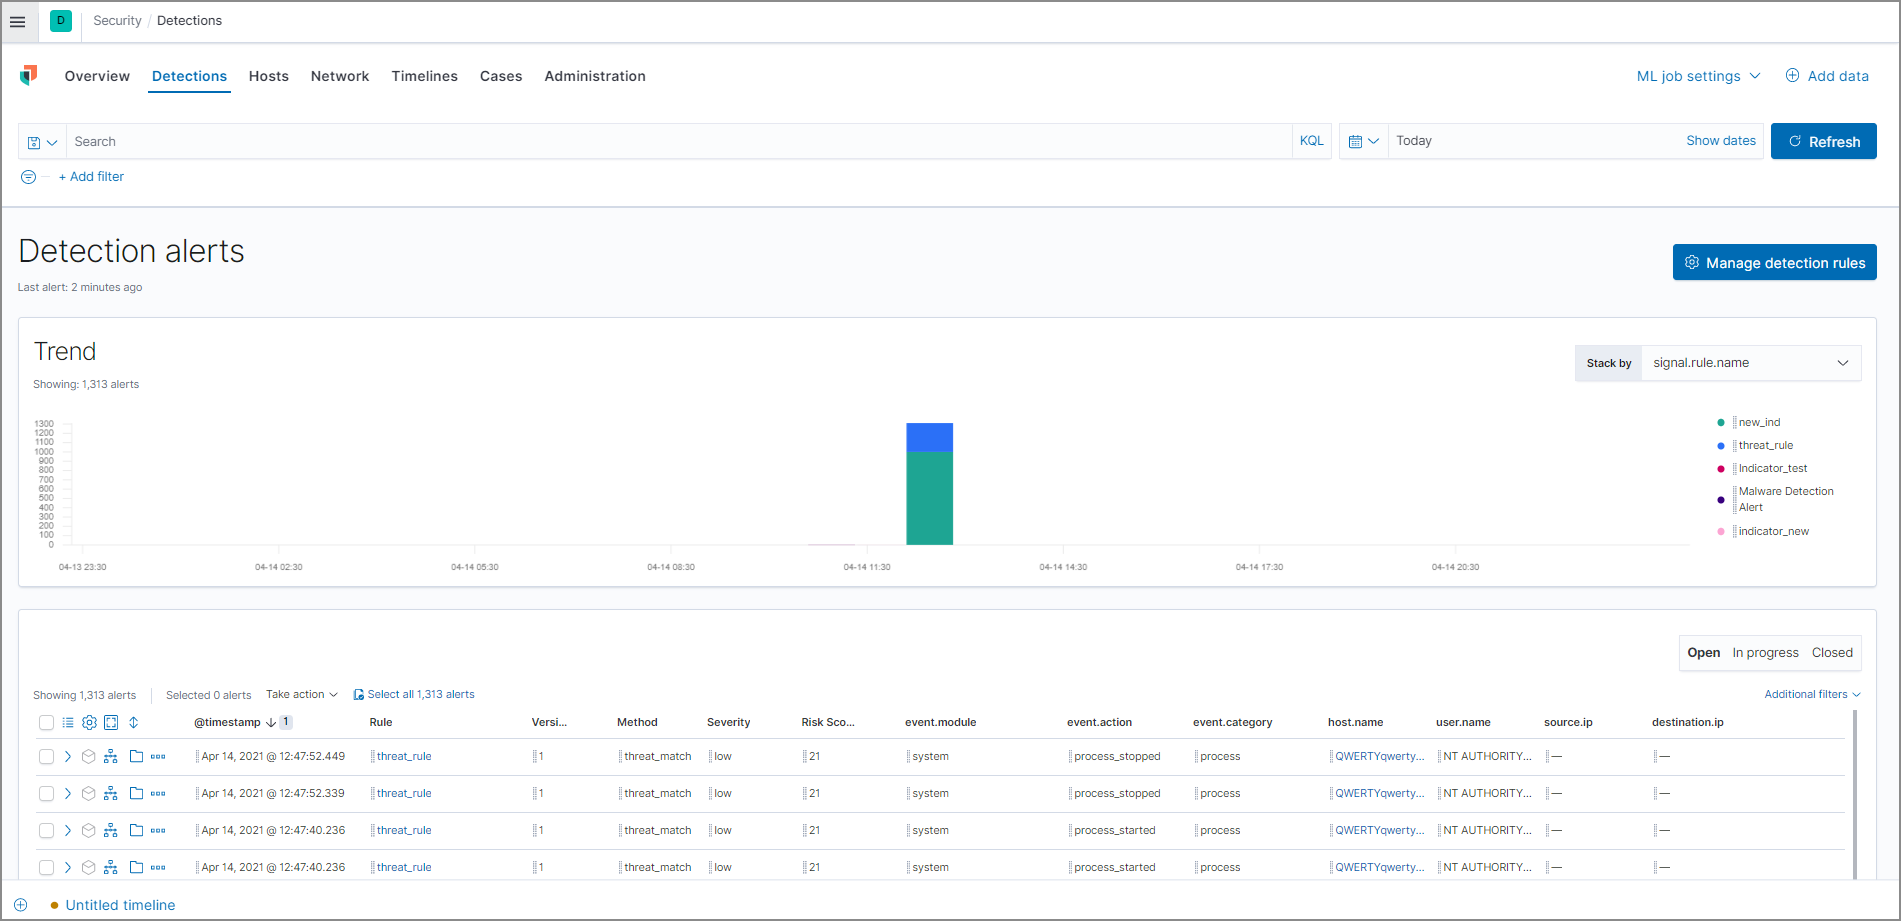 D Security / Detections
Overview Detections Hosts Network Timelines Cases Administration ML job settings Add data
Search KQL Today Show dates Refresh
+ Add filter
Detection alerts
Manage detection rules
Last alert: 2 minutes ago
Trend
Stack by signal.rule.name
Showing: 1,313 alerts
1300
1200
1100
1000
900
800
700
600
500
400
300
200
100
0
04-13 23:30 04-14 02:30 04-14 05:30 04-14 08:30 04-14 11:30 04-14 14:30 04-14 17:30 04-14 20:30
new_ind
threat_rule
Indicator_test
Malware Detection
Alert
indicator_new
Open In progress Closed
Showing 1,313 alerts Selected 0 alerts Take action Select all 1,313 alerts Additional filters
@timestamp 1 Rule Versi... Method Severity Risk Sco... event.module event.action event.category host.name user.name source.ip destination.ip
Apr 14, 2021 @ 12:47:52.449 threat_rule 1 threat_match low 21 system process_stopped process QWERTYqwerty... NT AUTHORITY... — —
Apr 14, 2021 @ 12:47:52.339 threat_rule 1 threat_match low 21 system process_stopped process QWERTYqwerty... NT AUTHORITY... — —
Apr 14, 2021 @ 12:47:40.236 threat_rule 1 threat_match low 21 system process_started process QWERTYqwerty... NT AUTHORITY... — —
Apr 14, 2021 @ 12:47:40.236 threat_rule 1 threat_match low 21 system process_started process QWERTYqwerty... NT AUTHORITY... — —
Untitled timeline